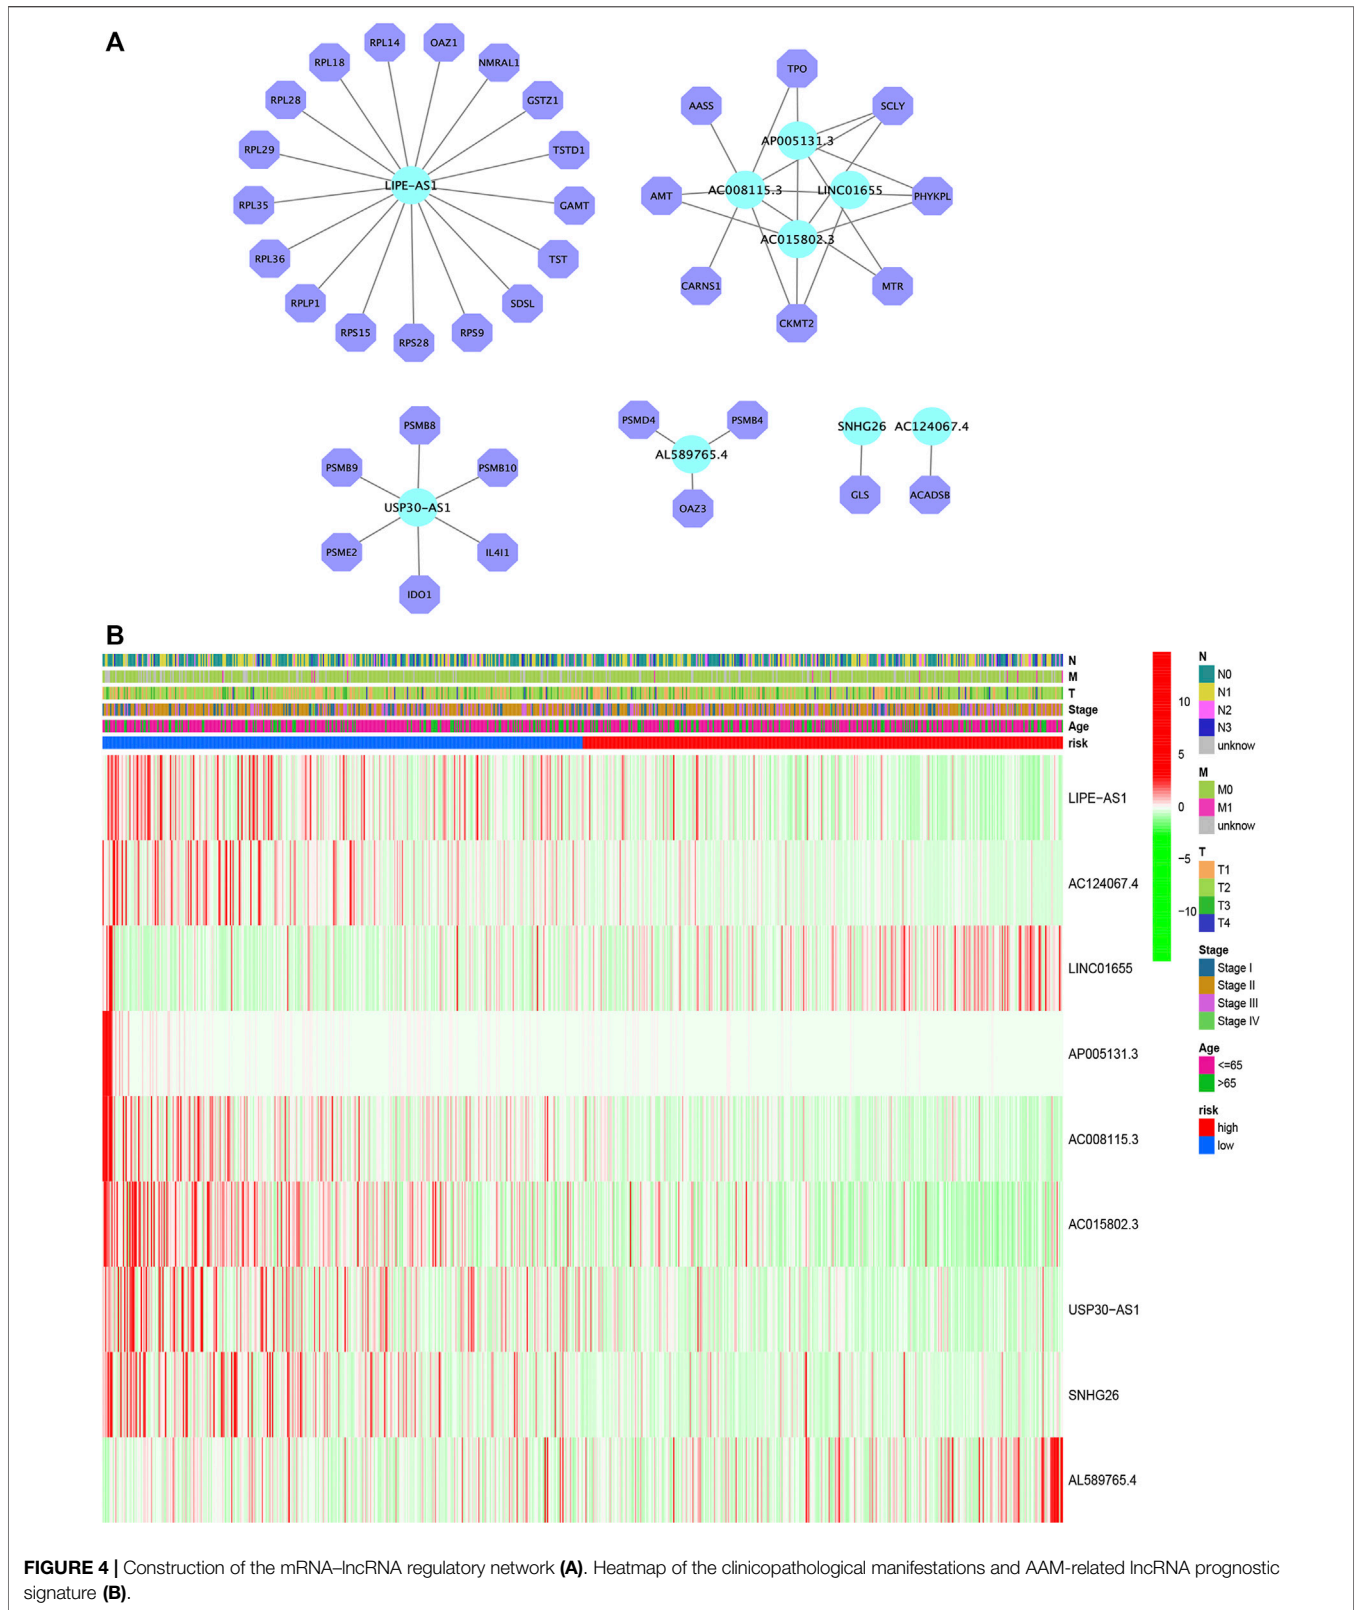 A
RPL14
OAZ1
RPL18
NMRAL1
RPL28
GSTZ1
RPL29
TSTD1
LIPE-AS1
RPL35
GAMT
RPL36
TST
RPLP1
SDSL
RPS15
RPS9
RPS28
TPO
AASS
SCLY
AP005131.3
AC008115.3
LINC01655
AMT
PHYKPL
AC015802.3
CARNS1
MTR
CKMT2
PSMB8
PSMB9
PSMB10
USP30-AS1
PSME2
IL4I1
IDO1
PSMD4
PSMB4
AL589765.4
OAZ3
SNHG26
AC124067.4
GLS
ACADSB
B
N
M
T
Stage
Age
risk
LIPE-AS1
AC124067.4
LINC01655
AP005131.3
AC008115.3
AC015802.3
USP30-AS1
SNHG26
AL589765.4
10
5
0
-5
-10
N
N0
N1
N2
N3
unknow
M
M0
M1
unknow
T
T1
T2
T3
T4
Stage
Stage I
Stage II
Stage III
Stage IV
Age
<=65
>65
risk
high
low
FIGURE 4 | Construction of the mRNA–lncRNA regulatory network (A). Heatmap of the clinicopathological manifestations and AAM-related lncRNA prognostic
signature (B).